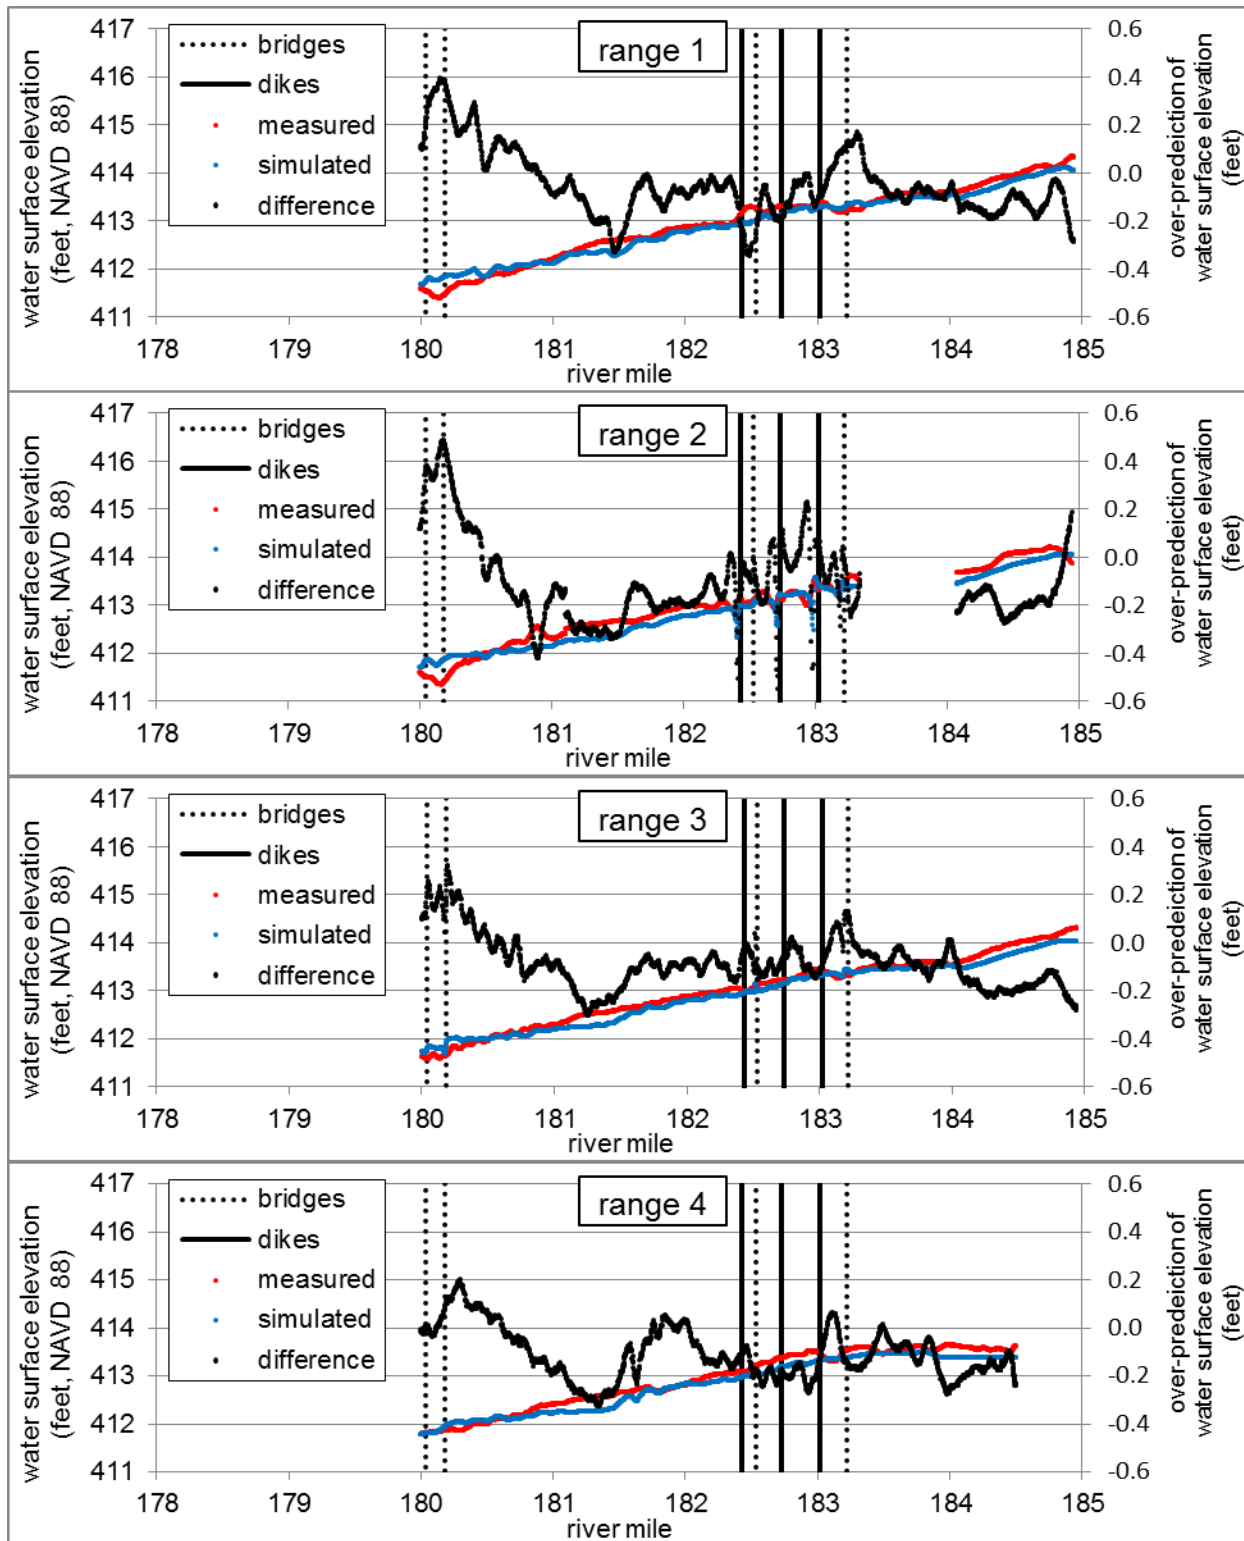 water surface elevation
(feet, NAVD 88)
417
416
415
414
413
412
411
bridges
dikes
measured
simulated
difference
range 1
0.6
0.4
0.2
0.0
-0.2
-0.4
-0.6
over-predeiction of
water surface elevation
(feet)
178 179 180 181 182 183 184 185
river mile
water surface elevation
(feet, NAVD 88)
417
416
415
414
413
412
411
bridges
dikes
measured
simulated
difference
range 2
0.6
0.4
0.2
0.0
-0.2
-0.4
-0.6
over-predeiction of
water surface elevation
(feet)
178 179 180 181 182 183 184 185
river mile
water surface elevation
(feet, NAVD 88)
417
416
415
414
413
412
411
bridges
dikes
measured
simulated
difference
range 3
0.6
0.4
0.2
0.0
-0.2
-0.4
-0.6
over-predeiction of
water surface elevation
(feet)
178 179 180 181 182 183 184 185
river mile
water surface elevation
(feet, NAVD 88)
417
416
415
414
413
412
411
bridges
dikes
measured
simulated
difference
range 4
0.6
0.4
0.2
0.0
-0.2
-0.4
-0.6
over-predeiction of
water surface elevation
(feet)
178 179 180 181 182 183 184 185
river mile